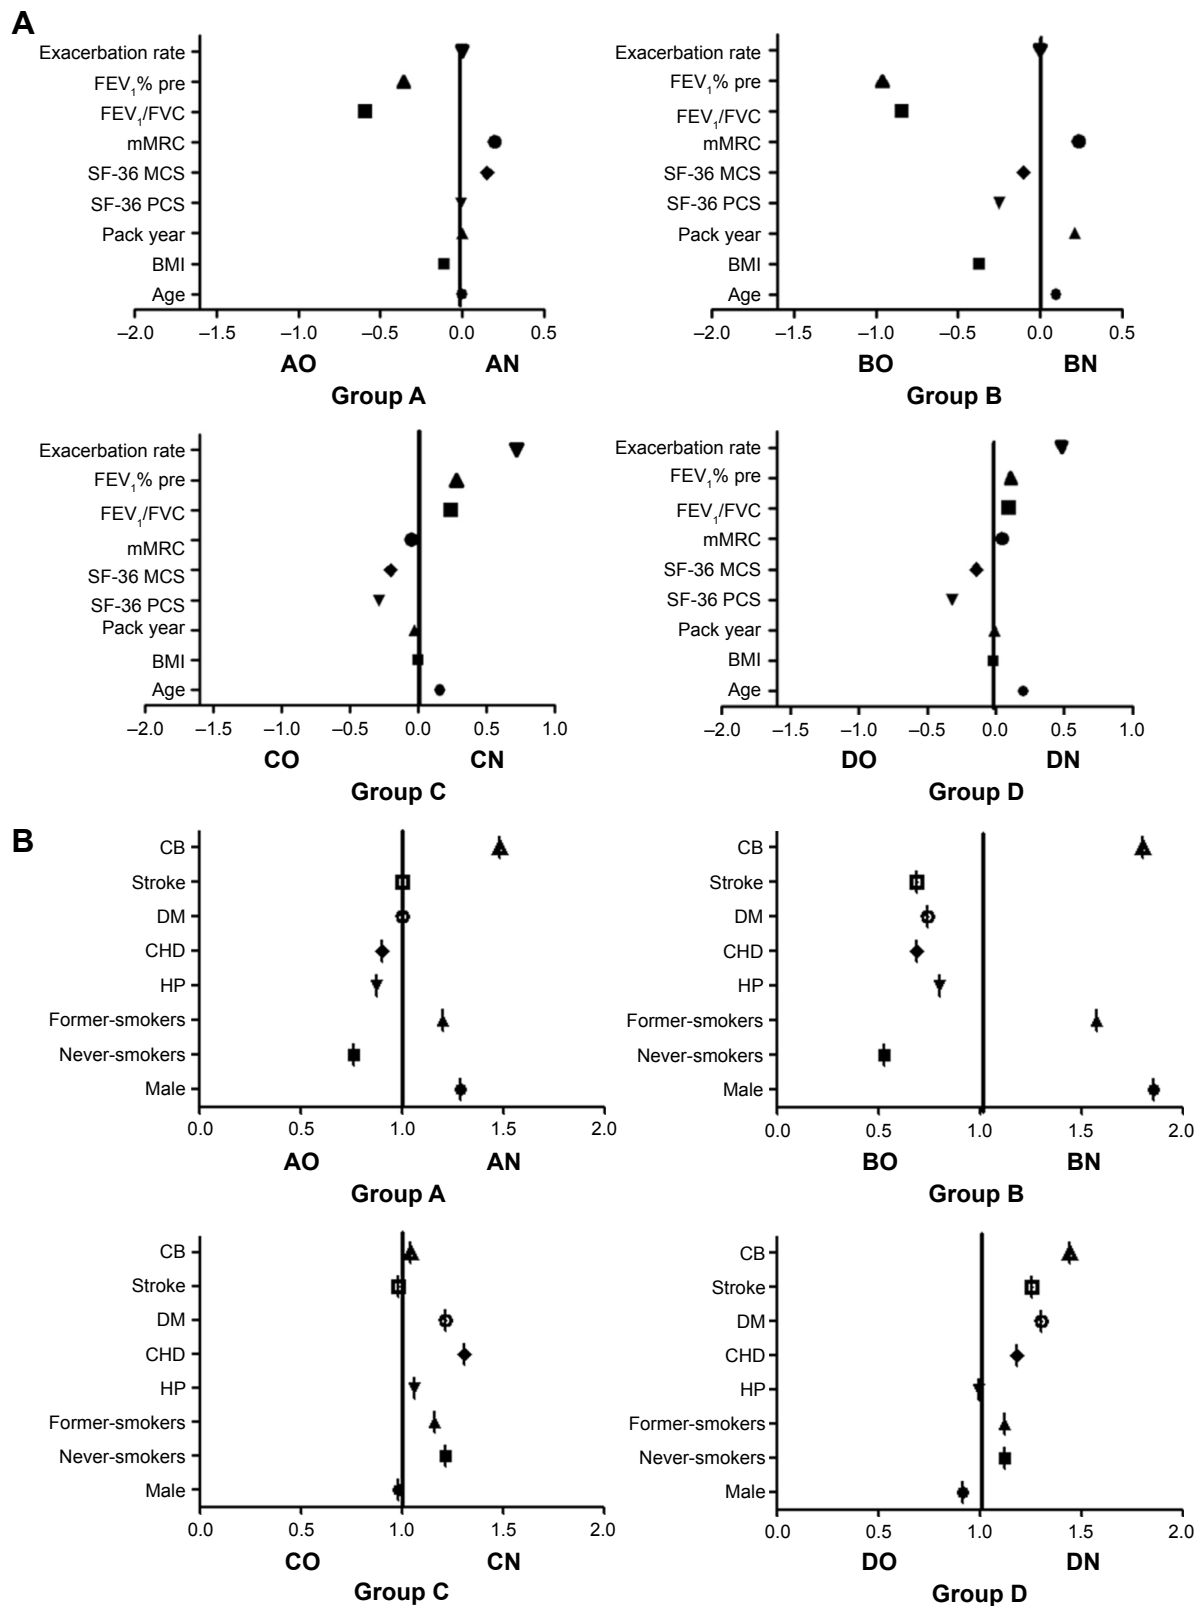 A
Exacerbation rate
FEV1% pre
FEV1/FVC
mMRC
SF-36 MCS
SF-36 PCS
Pack year
BMI
Age
–2.0 –1.5 –1.0 –0.5 0.0 0.5
AO AN
Group A
Exacerbation rate
FEV1% pre
FEV1/FVC
mMRC
SF-36 MCS
SF-36 PCS
Pack year
BMI
Age
–2.0 –1.5 –1.0 –0.5 0.0 0.5
BO BN
Group B
Exacerbation rate
FEV1% pre
FEV1/FVC
mMRC
SF-36 MCS
SF-36 PCS
Pack year
BMI
Age
–2.0 –1.5 –1.0 –0.5 0.0 0.5 1.0
CO CN
Group C
Exacerbation rate
FEV1% pre
FEV1/FVC
mMRC
SF-36 MCS
SF-36 PCS
Pack year
BMI
Age
–2.0 –1.5 –1.0 –0.5 0.0 0.5 1.0
DO DN
Group D
B
CB
Stroke
DM
CHD
HP
Former-smokers
Never-smokers
Male
0.0 0.5 1.0 1.5 2.0
AO AN
Group A
CB
Stroke
DM
CHD
HP
Former-smokers
Never-smokers
Male
0.0 0.5 1.0 1.5 2.0
BO BN
Group B
CB
Stroke
DM
CHD
HP
Former-smokers
Never-smokers
Male
0.0 0.5 1.0 1.5 2.0
CO CN
Group C
CB
Stroke
DM
CHD
HP
Former-smokers
Never-smokers
Male
0.0 0.5 1.0 1.5 2.0
DO DN
Group D